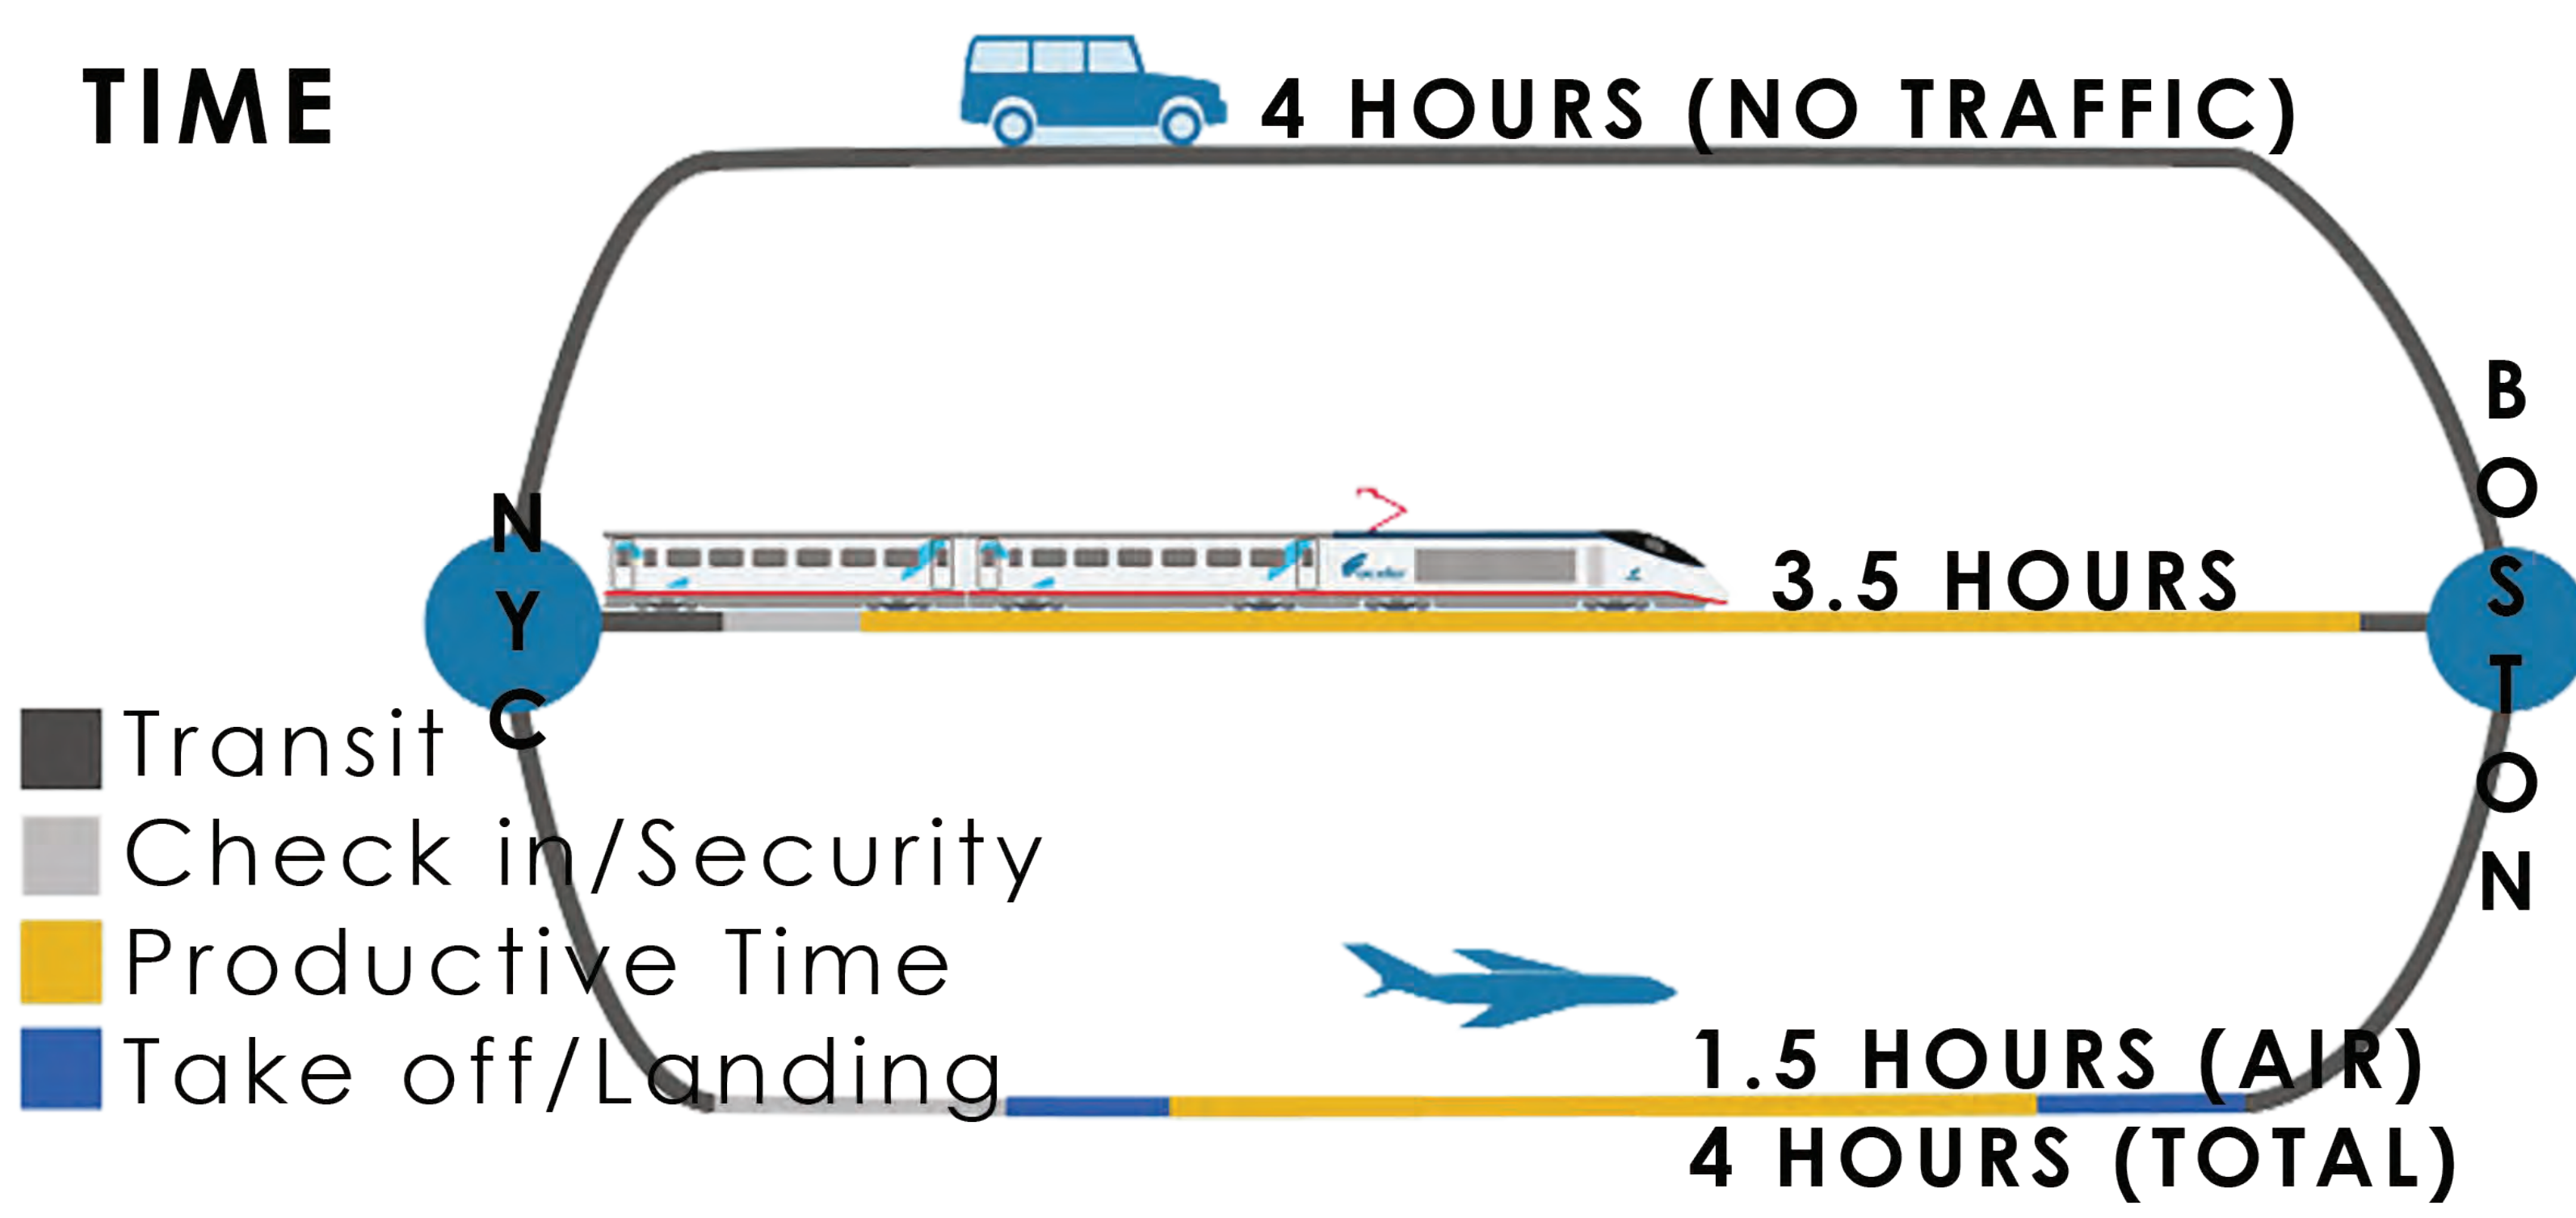 TIME
4 HOURS (NO TRAFFIC)
NYC
3.5 HOURS
BOSTON
Transit
Check in/Security
Productive Time
Take off/Landing
1.5 HOURS (AIR)
4 HOURS (TOTAL)